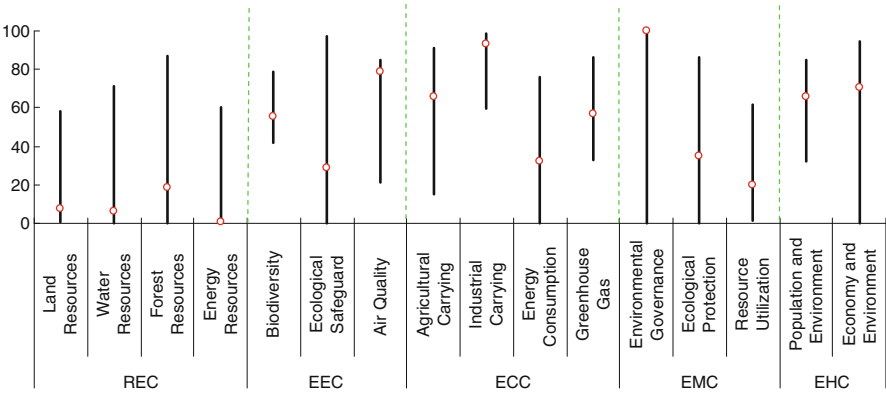 100
80
60
40
20
0
Land
Resources
Water
Resources
Forest
Resources
Energy
Resources
Biodiversity
Ecological
Safeguard
Air Quality
Agricultural
Carrying
Industrial
Carrying
Energy
Consumption
Greenhouse
Gas
Environmental
Governance
Ecological
Protection
Resource
Utilization
Population and
Environment
Economy and
Environment
REC
EEC
ECC
EMC
EHC